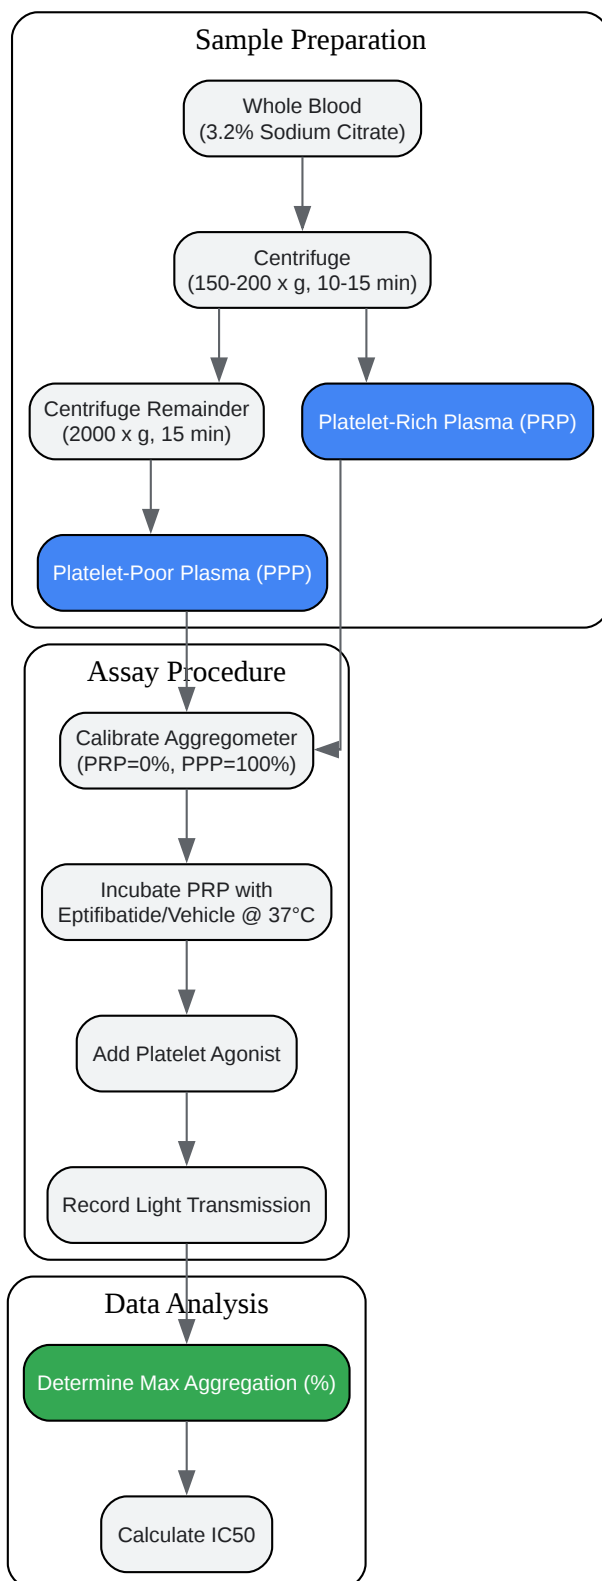 Sample Preparation
Whole Blood
(3.2% Sodium Citrate)
Centrifuge
(150-200 x g, 10-15 min)
Centrifuge Remainder
(2000 x g, 15 min)
Platelet-Rich Plasma (PRP)
Platelet-Poor Plasma (PPP)
Assay Procedure
Calibrate Aggregometer
(PRP=0%, PPP=100%)
Incubate PRP with
Eptifibatide/Vehicle @ 37°C
Add Platelet Agonist
Record Light Transmission
Data Analysis
Determine Max Aggregation (%)
Calculate IC50